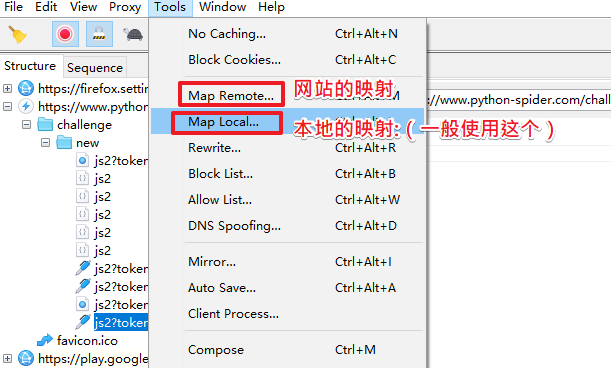 File Edit View Proxy Tools Window Help
Structure Sequence
https://firefox.settin
https://www.python
challenge
new
js2?token
js2
js2
js2
js2
js2?token
js2?token
js2?token
js2?token
favicon.ico
https://play.google
No Caching... Ctrl+Alt+N
Block Cookies... Ctrl+Alt+C
Map Remote... 网站的映射 M
Map Local... 本地的映射:(一般使用这个)
Rewrite... Ctrl+Alt+R
Block List... Ctrl+Alt+B
Allow List... Ctrl+Alt+W
DNS Spoofing... Ctrl+Alt+D
Mirror... Ctrl+Alt+I
Auto Save... Ctrl+Alt+A
Client Process...
Compose Ctrl+M
//www.python-spider.com/chall